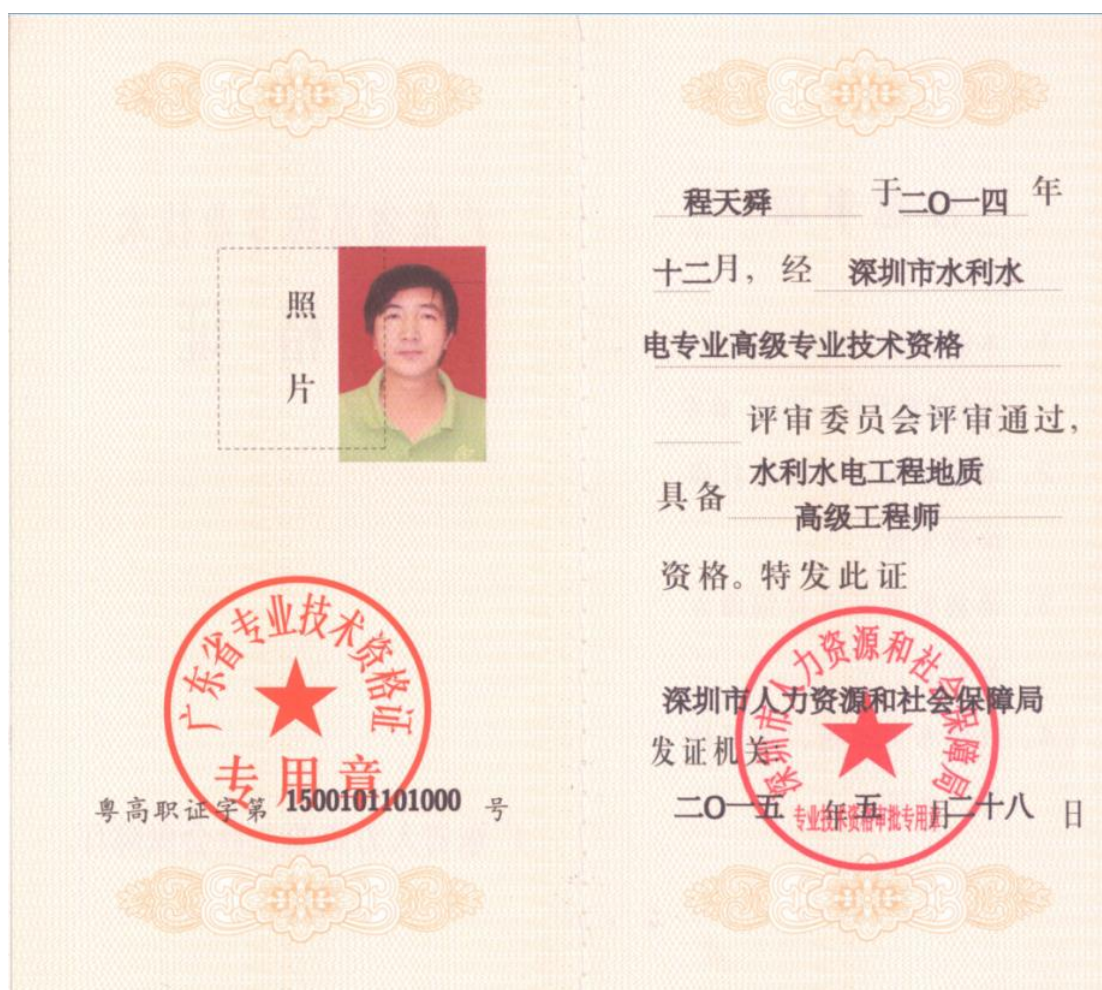 照
片
广东省专业技术资格证
专用章
粤高职证字第 1500101101000 号
程天舜 于二O一四 年
十二月，经 深圳市水利水
电专业高级专业技术资格
评审委员会评审通过，
具备 水利水电工程地质
高级工程师
资格。特发此证
深圳市人力资源和社会保障局
深圳市人力资源和社会保障局
发证机关：
二O一五 年 五 月 二十八 日
专业技术资格审批专用章